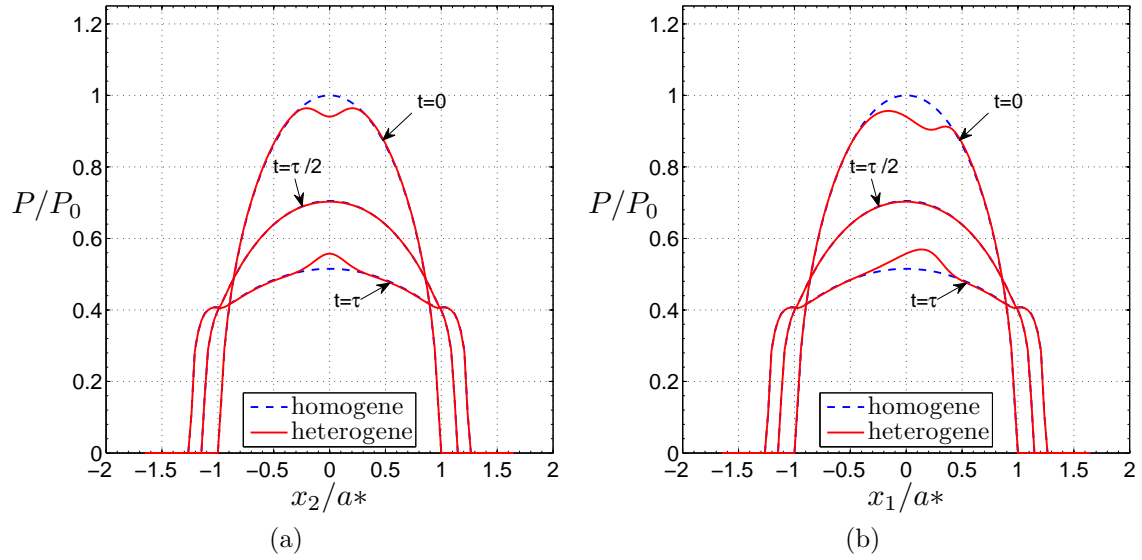 1.2
1
0.8
0.6
0.4
0.2
0
P/P₀
t=0
t=τ/2
t=τ
homogene
heterogene
−2 −1.5 −1 −0.5 0 0.5 1 1.5 2
x₂/a∗
(a)
1.2
1
0.8
0.6
0.4
0.2
0
P/P₀
t=0
t=τ/2
t=τ
homogene
heterogene
−2 −1.5 −1 −0.5 0 0.5 1 1.5 2
x₁/a∗
(b)